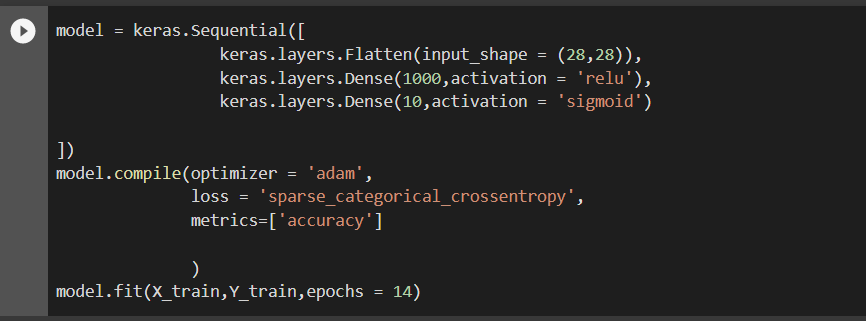 model = keras.Sequential([
keras.layers.Flatten(input_shape = (28,28)),
keras.layers.Dense(1000,activation = 'relu'),
keras.layers.Dense(10,activation = 'sigmoid')
])
model.compile(optimizer = 'adam',
loss = 'sparse_categorical_crossentropy',
metrics=['accuracy']
)
model.fit(X_train,Y_train,epochs = 14)